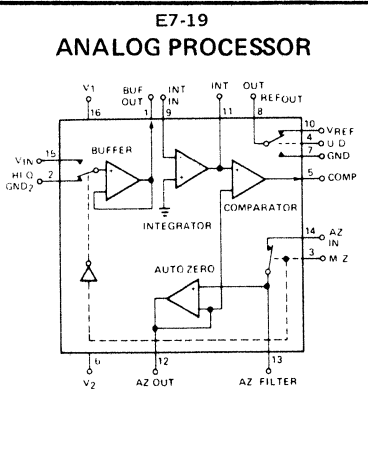 E7-19
ANALOG PROCESSOR
V1
BUF OUT
INT IN
INT
OUT
REFOUT
16
1
9
11
8
10
VREF
4
U D
7
GND
BUFFER
15
VIN
2
HI Q
GND2
5
COMP
INTEGRATOR
COMPARATOR
14
AZ IN
3
M Z
AUTO ZERO
6
12
13
V2
AZ OUT
AZ FILTER